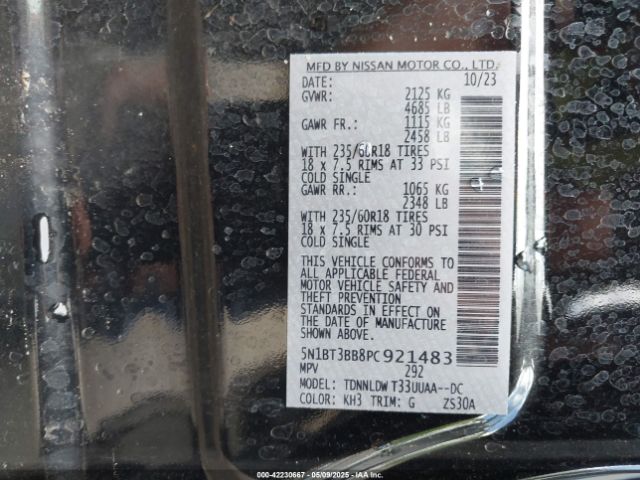 MFD BY NISSAN MOTOR CO., LTD.
DATE: 10/23
GVWR: 2125 KG
4685 LB
GAWR FR.: 1115 KG
2458 LB
WITH 235/60R18 TIRES
18 x 7.5 RIMS AT 33 PSI
COLD SINGLE
GAWR RR.: 1065 KG
2348 LB
WITH 235/60R18 TIRES
18 x 7.5 RIMS AT 30 PSI
COLD SINGLE
THIS VEHICLE CONFORMS TO
ALL APPLICABLE FEDERAL
MOTOR VEHICLE SAFETY AND
THEFT PREVENTION
STANDARDS IN EFFECT ON
THE DATE OF MANUFACTURE
SHOWN ABOVE.
5N1BT3BB8PC921483
MPV 292
MODEL: TDNNLDW T33UUAA--DC
COLOR: KH3 TRIM: G ZS30A
000-42230667 - 05/09/2025 - IAA Inc.